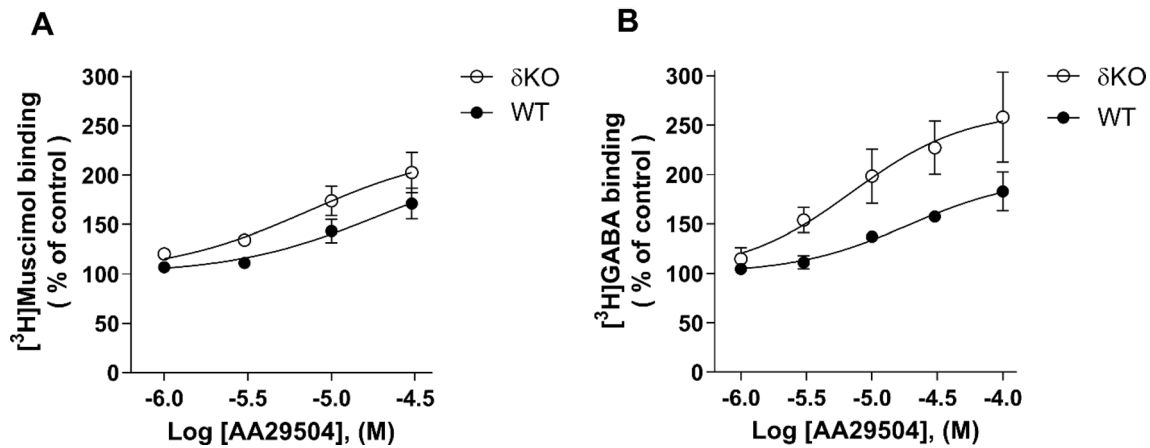 A
B
δKO
WT
[³H]Muscimol binding
( % of control )
300
250
200
150
100
50
0
-6.0 -5.5 -5.0 -4.5
Log [AA29504], (M)
δKO
WT
[³H]GABA binding
( % of control )
300
250
200
150
100
50
0
-6.0 -5.5 -5.0 -4.5 -4.0
Log [AA29504], (M)